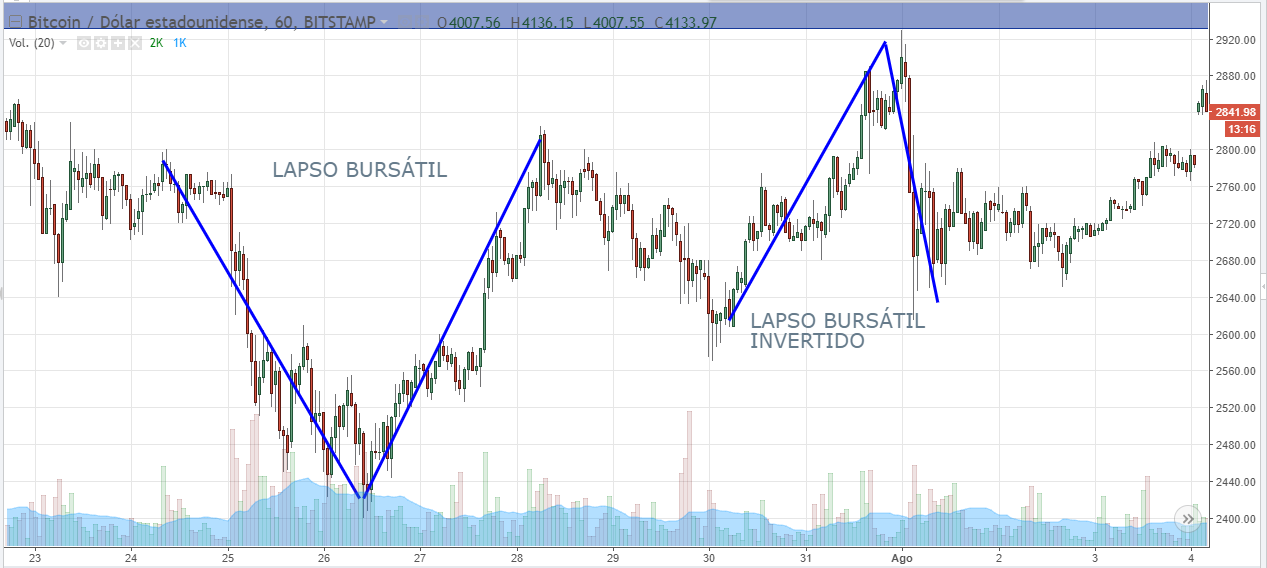 Bitcoin / Dólar estadounidense, 60, BITSTAMP O4007.56 H4136.15 L4007.55 C4133.97
Vol. (20) 2K 1K
LAPSO BURSÁTIL
LAPSO BURSÁTIL
INVERTIDO
2920.00
2880.00
2841.98
13:16
2800.00
2760.00
2720.00
2680.00
2640.00
2600.00
2560.00
2520.00
2480.00
2440.00
2400.00
23 24 25 26 27 28 29 30 31 Ago 2 3 4